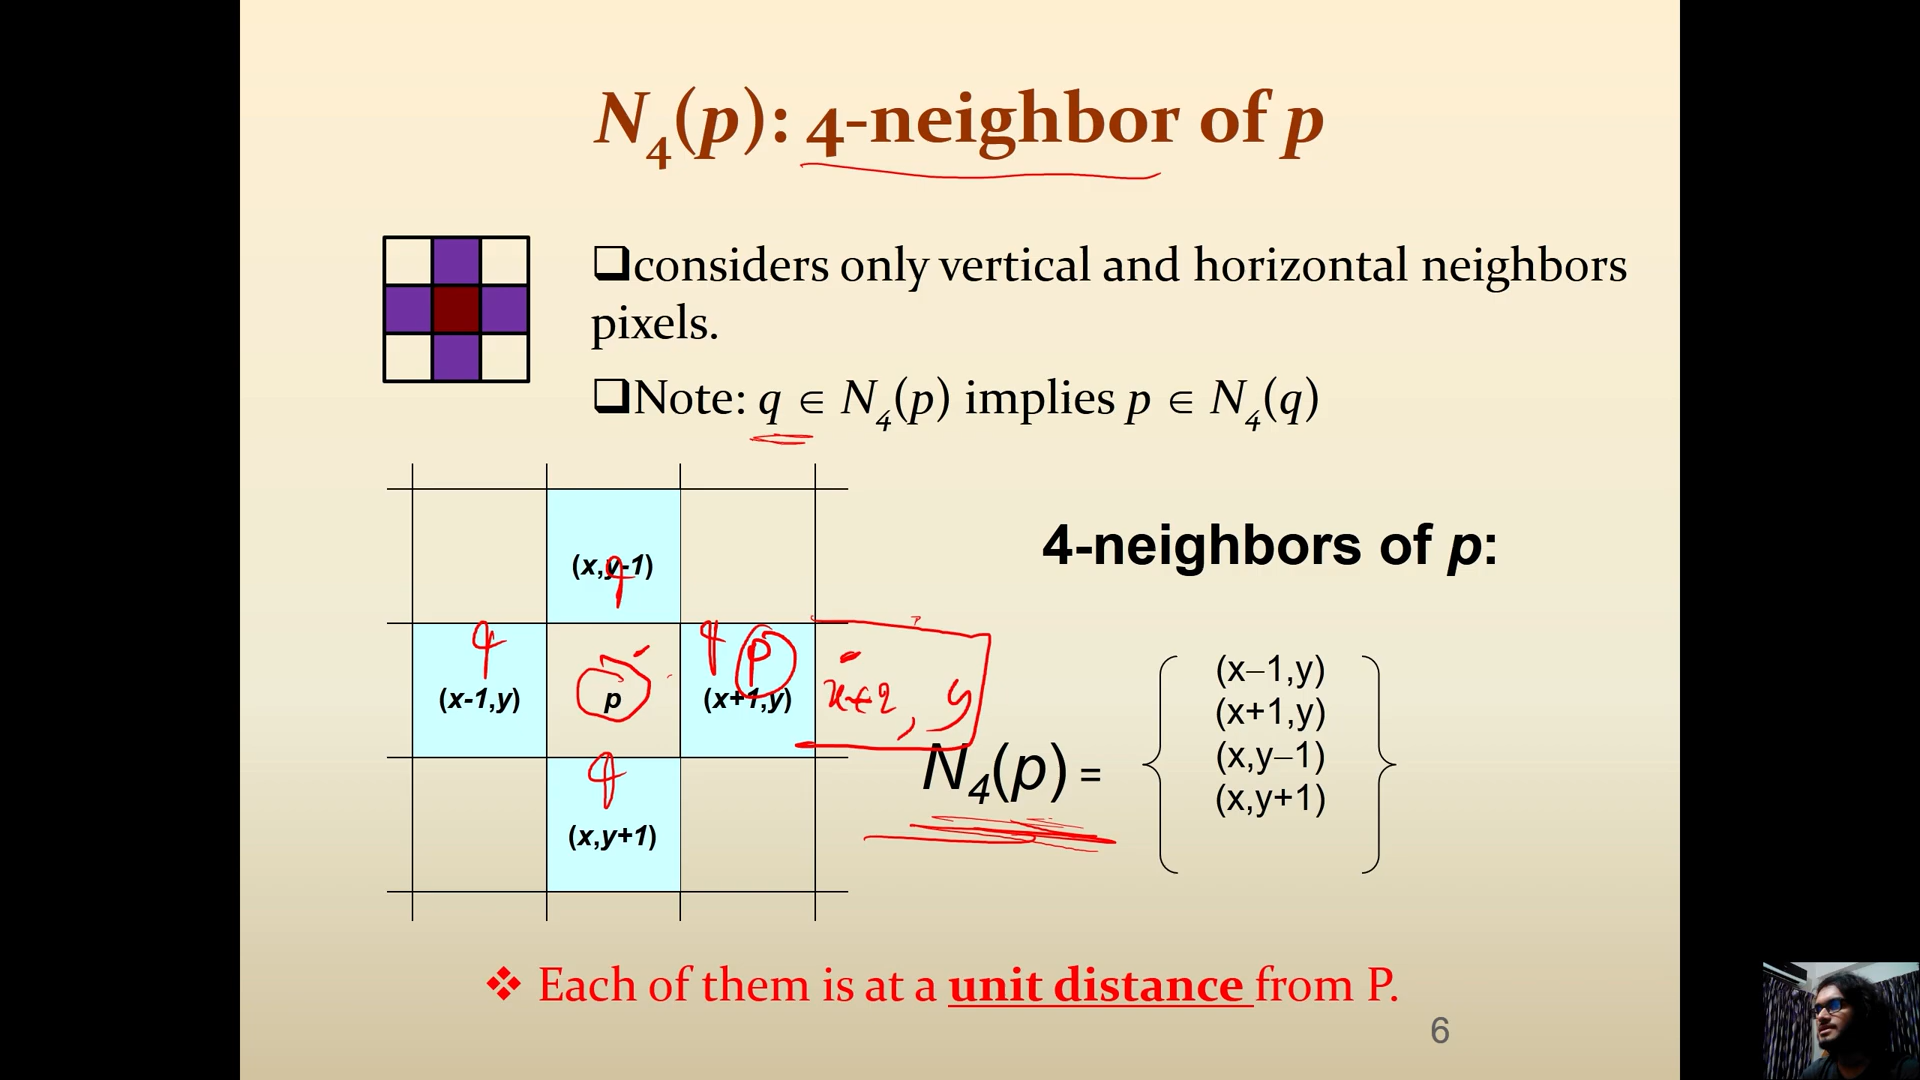 N4(p): 4-neighbor of p
❑considers only vertical and horizontal neighbors
pixels.
❑Note: q ∈ N4(p) implies p ∈ N4(q)
(x,y-1)
q
4-neighbors of p:
q
q p
(x-1,y) p (x+1,y) x+2, y
(x−1,y)
(x+1,y)
(x,y−1)
(x,y+1)
N4(p) =
q
(x,y+1)
❖ Each of them is at a unit distance from P.
6